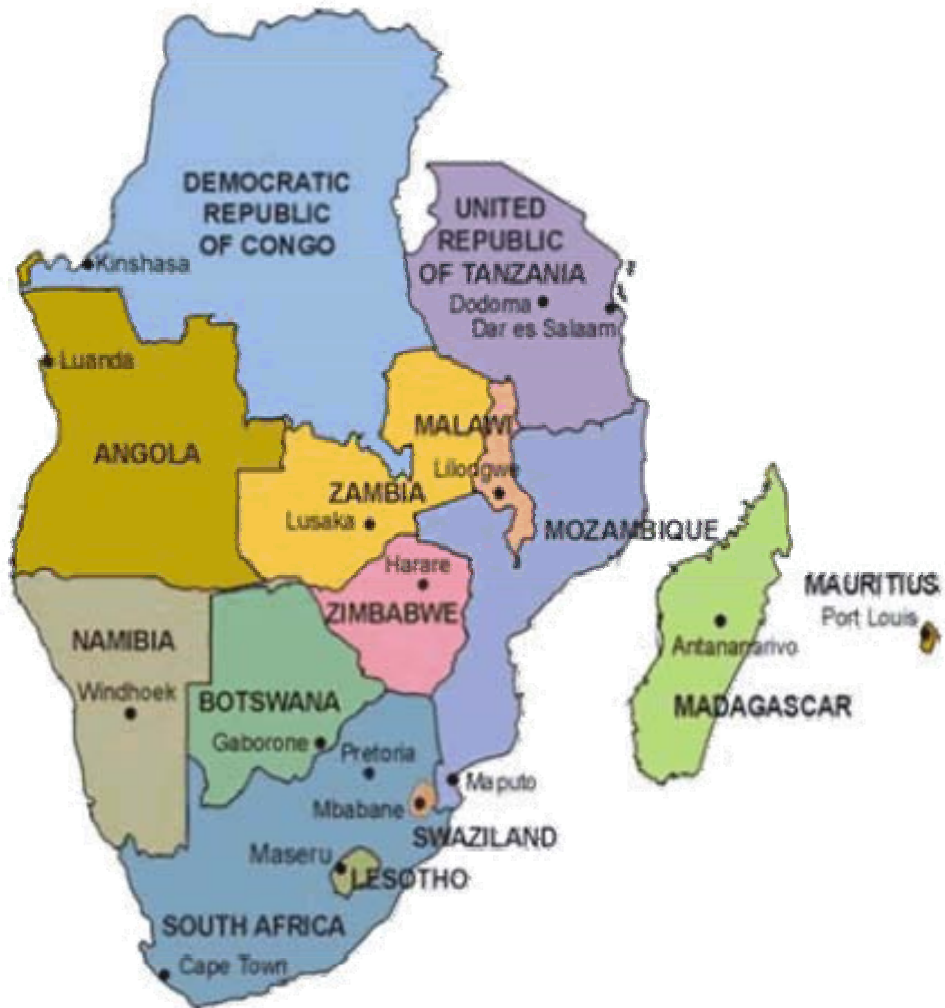 DEMOCRATIC
REPUBLIC
OF CONGO
Kinshasa
UNITED
REPUBLIC
OF TANZANIA
Dodoma
Dar es Salaam
Luanda
ANGOLA
MALAWI
Lilongwe
ZAMBIA
Lusaka
MOZAMBIQUE
Harare
ZIMBABWE
MAURITIUS
Port Louis
NAMIBIA
Antananarivo
Windhoek
BOTSWANA
MADAGASCAR
Gaborone
Pretoria
Maputo
Mbabane
SWAZILAND
Maseru
LESOTHO
SOUTH AFRICA
Cape Town